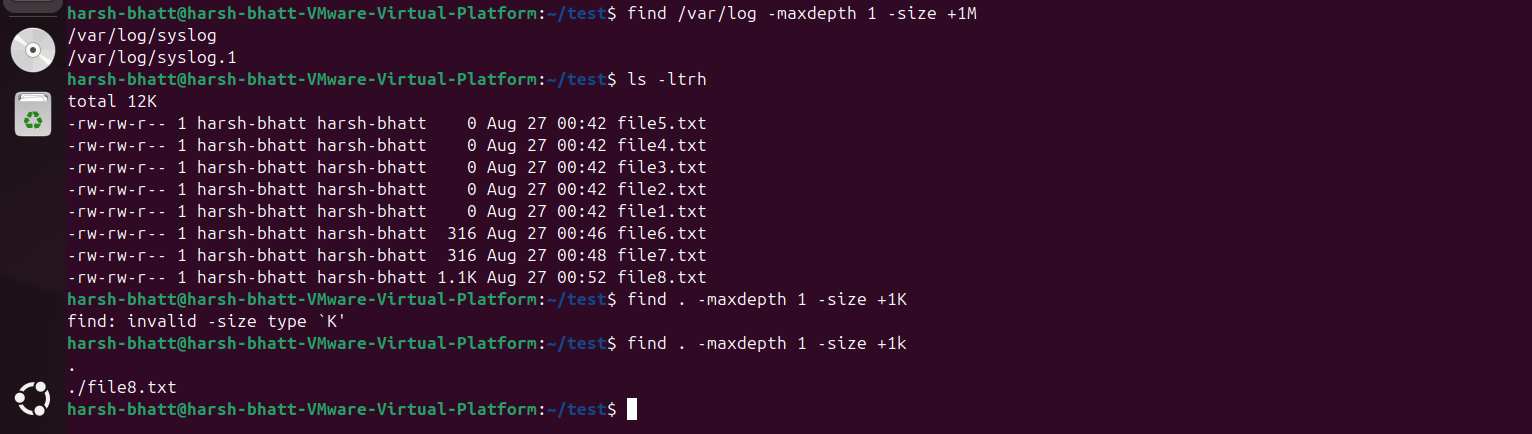 harsh-bhatt@harsh-bhatt-VMware-Virtual-Platform:~/test$ find /var/log -maxdepth 1 -size +1M
/var/log/syslog
/var/log/syslog.1
harsh-bhatt@harsh-bhatt-VMware-Virtual-Platform:~/test$ ls -ltrh
total 12K
-rw-rw-r-- 1 harsh-bhatt harsh-bhatt    0 Aug 27 00:42 file5.txt
-rw-rw-r-- 1 harsh-bhatt harsh-bhatt    0 Aug 27 00:42 file4.txt
-rw-rw-r-- 1 harsh-bhatt harsh-bhatt    0 Aug 27 00:42 file3.txt
-rw-rw-r-- 1 harsh-bhatt harsh-bhatt    0 Aug 27 00:42 file2.txt
-rw-rw-r-- 1 harsh-bhatt harsh-bhatt    0 Aug 27 00:42 file1.txt
-rw-rw-r-- 1 harsh-bhatt harsh-bhatt  316 Aug 27 00:46 file6.txt
-rw-rw-r-- 1 harsh-bhatt harsh-bhatt  316 Aug 27 00:48 file7.txt
-rw-rw-r-- 1 harsh-bhatt harsh-bhatt 1.1K Aug 27 00:52 file8.txt
harsh-bhatt@harsh-bhatt-VMware-Virtual-Platform:~/test$ find . -maxdepth 1 -size +1K
find: invalid -size type `K'
harsh-bhatt@harsh-bhatt-VMware-Virtual-Platform:~/test$ find . -maxdepth 1 -size +1k
.
./file8.txt
harsh-bhatt@harsh-bhatt-VMware-Virtual-Platform:~/test$